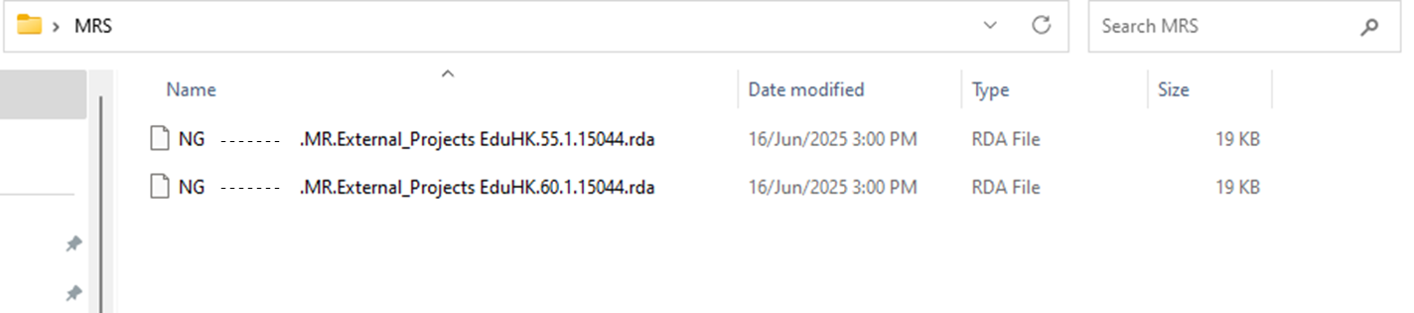 MRS
Search MRS
Name Date modified Type Size
NG ------- .MR.External_Projects EduHK.55.1.15044.rda 16/Jun/2025 3:00 PM RDA File 19 KB
NG ------- .MR.External_Projects EduHK.60.1.15044.rda 16/Jun/2025 3:00 PM RDA File 19 KB